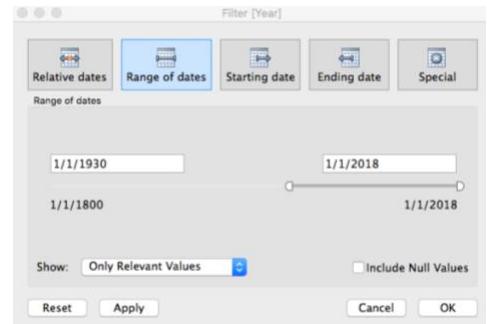 Filter [Year]
Relative dates
Range of dates
Starting date
Ending date
Special
Range of dates
1/1/1930
1/1/2018
1/1/1800
1/1/2018
Show: Only Relevant Values
Include Null Values
Reset
Apply
Cancel
OK